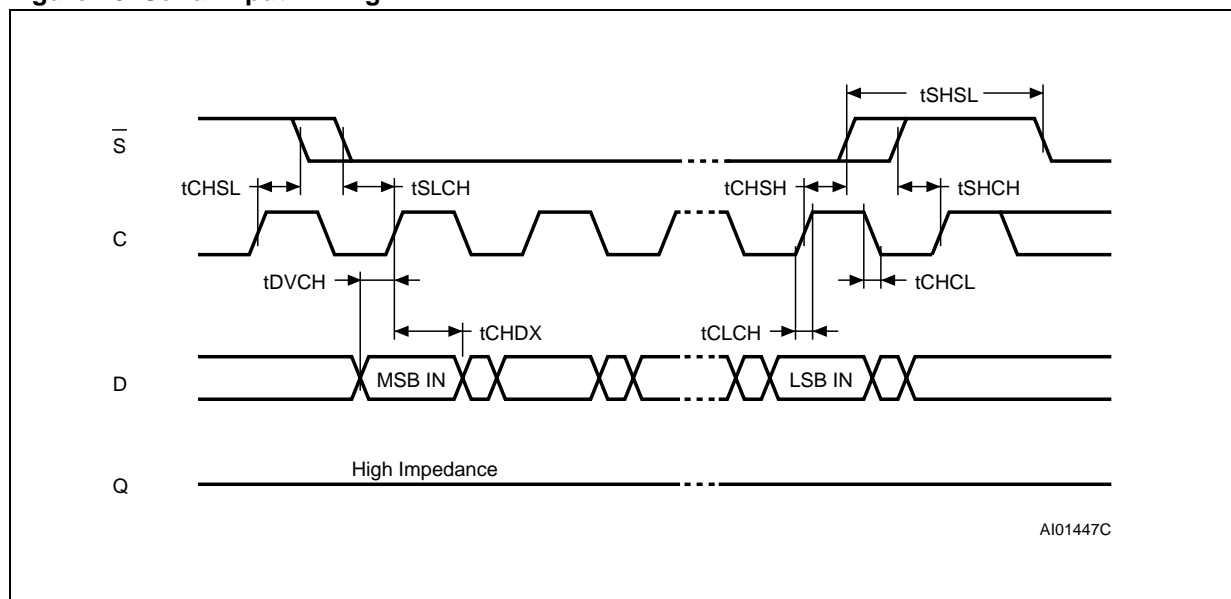 tSHSL
S
tCHSL
tSLCH
tCHSH
tSHCH
C
tDVCH
tCHCL
tCHDX
tCLCH
D
MSB IN
LSB IN
High Impedance
Q
AI01447C